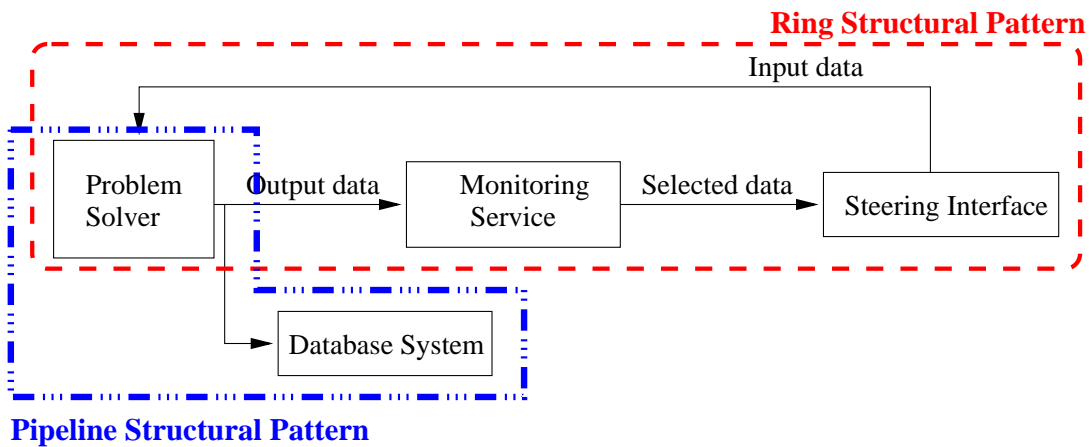 Ring Structural Pattern
Input data
Problem
Solver
Output data
Monitoring
Service
Selected data
Steering Interface
Database System
Pipeline Structural Pattern